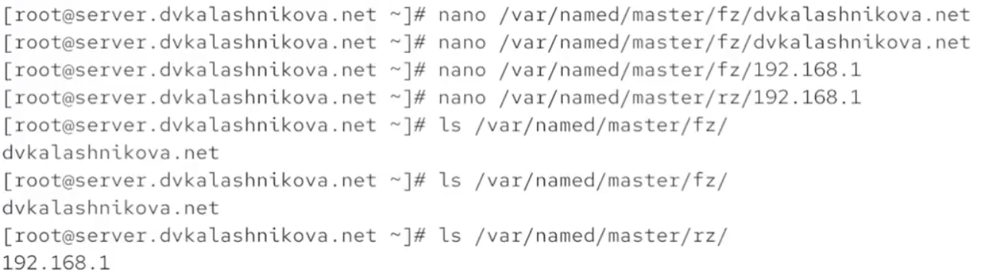 [root@server.dvkalashnikova.net ~]# nano /var/named/master/fz/dvkalashnikova.net
[root@server.dvkalashnikova.net ~]# nano /var/named/master/fz/dvkalashnikova.net
[root@server.dvkalashnikova.net ~]# nano /var/named/master/fz/192.168.1
[root@server.dvkalashnikova.net ~]# nano /var/named/master/rz/192.168.1
[root@server.dvkalashnikova.net ~]# ls /var/named/master/fz/
dvkalashnikova.net
[root@server.dvkalashnikova.net ~]# ls /var/named/master/fz/
dvkalashnikova.net
[root@server.dvkalashnikova.net ~]# ls /var/named/master/rz/
192.168.1